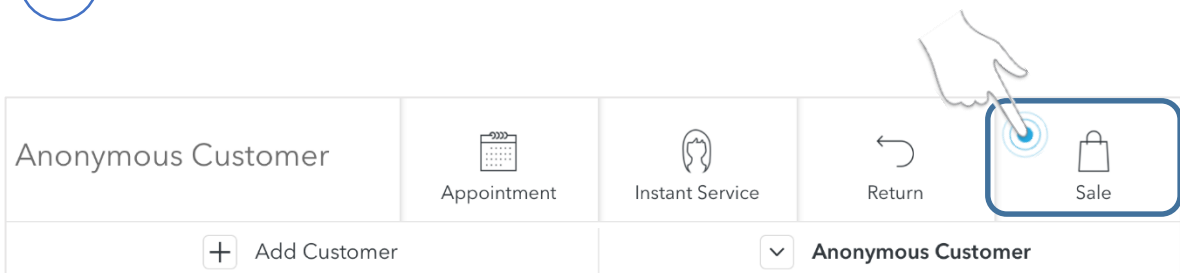 Anonymous Customer
Appointment
Instant Service
Return
Sale
Add Customer
Anonymous Customer